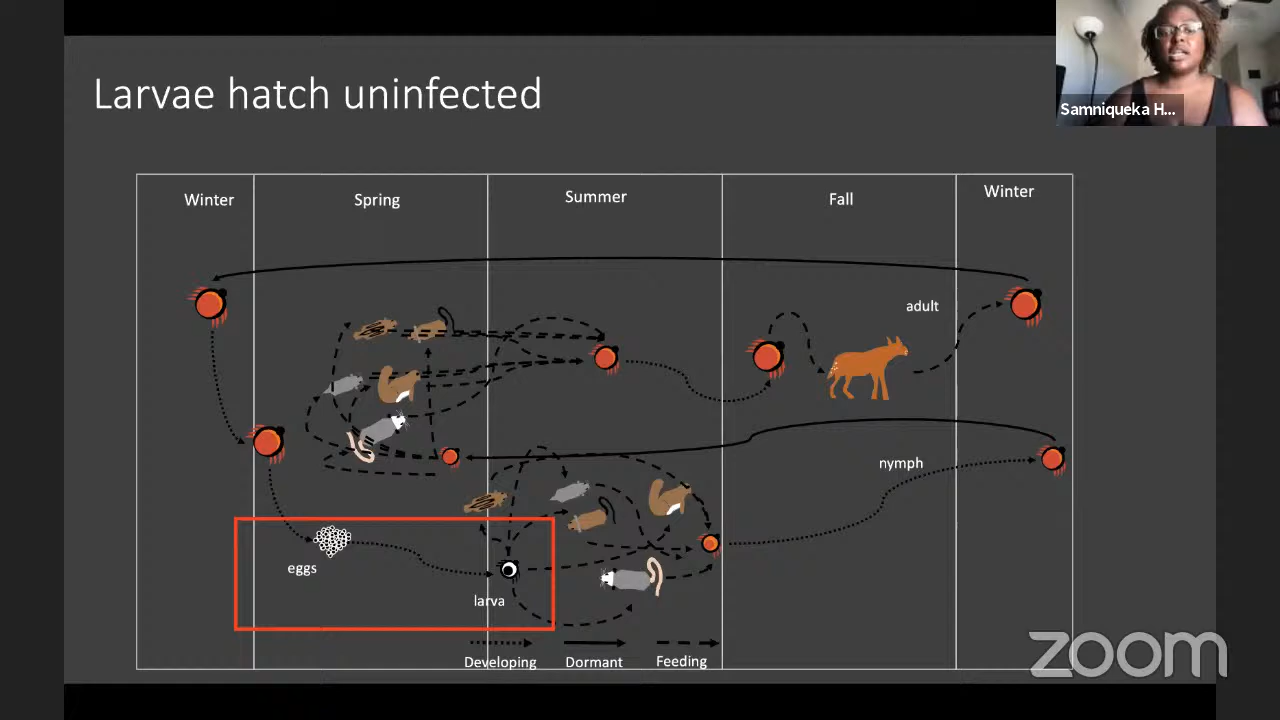 Larvae hatch uninfected
Samniqueka H...
Winter
Spring
Summer
Fall
Winter
adult
nymph
eggs
larva
Developing
Dormant
Feeding
zoom